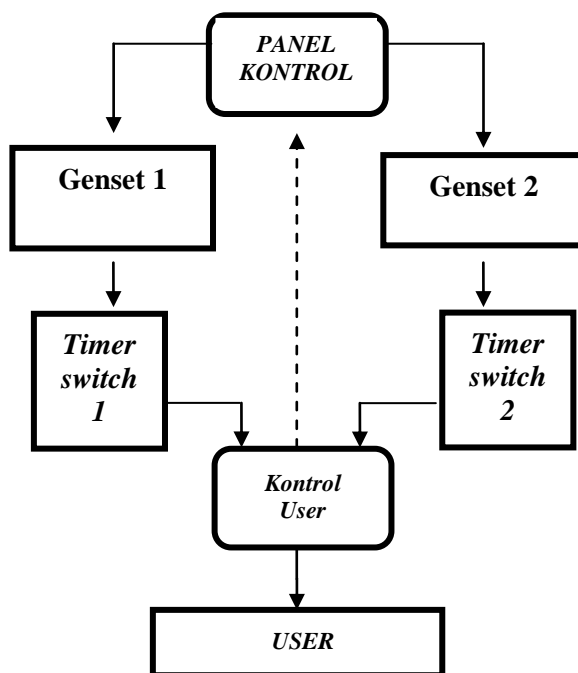 PANEL
KONTROL
Genset 1
Genset 2
Timer
switch
1
Timer
switch
2
Kontrol
User
USER